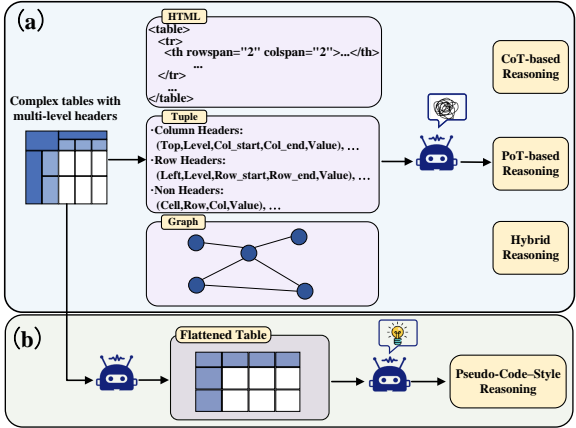 (a)
HTML
<table>
<tr>
<th rowspan="2" colspan="2">...</th>
...
</tr>
...
</table>
Complex tables with
multi-level headers
Tuple
·Column Headers:
(Top,Level,Col_start,Col_end,Value), …
·Row Headers:
(Left,Level,Row_start,Row_end,Value), …
·Non Headers:
(Cell,Row,Col,Value), …
Graph
CoT-based
Reasoning
PoT-based
Reasoning
Hybrid
Reasoning
(b)
Flattened Table
Pseudo-Code–Style
Reasoning